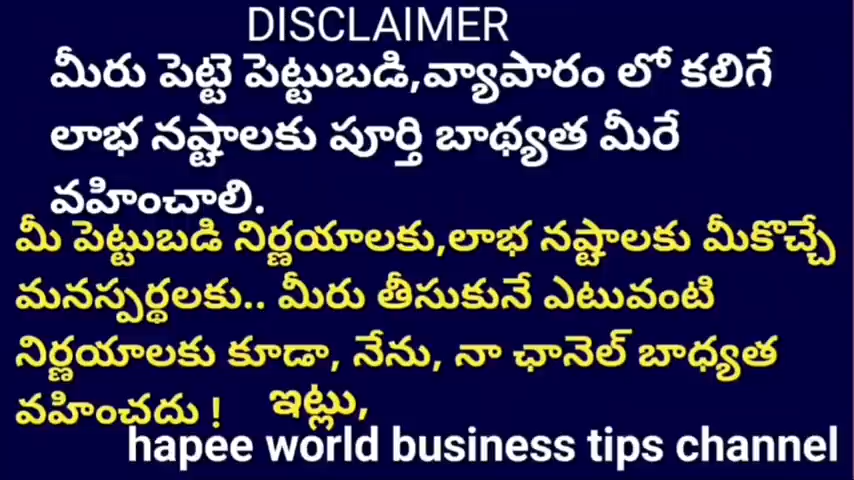 DISCLAIMER
మీరు పెట్టె పెట్టుబడి,వ్యాపారం లో కలిగే
లాభ నష్టాలకు పూర్తి బాథ్యత మీరే
వహించాలి.
మీ పెట్టుబడి నిర్ణయాలకు,లాభ నష్టాలకు మీకొచ్చే
మనస్పర్థలకు.. మీరు తీసుకునే ఎటువంటి
నిర్ణయాలకు కూడా, నేను, నా ఛానెల్ బాధ్యత
వహించదు ! ఇట్లు,
hapee world business tips channel